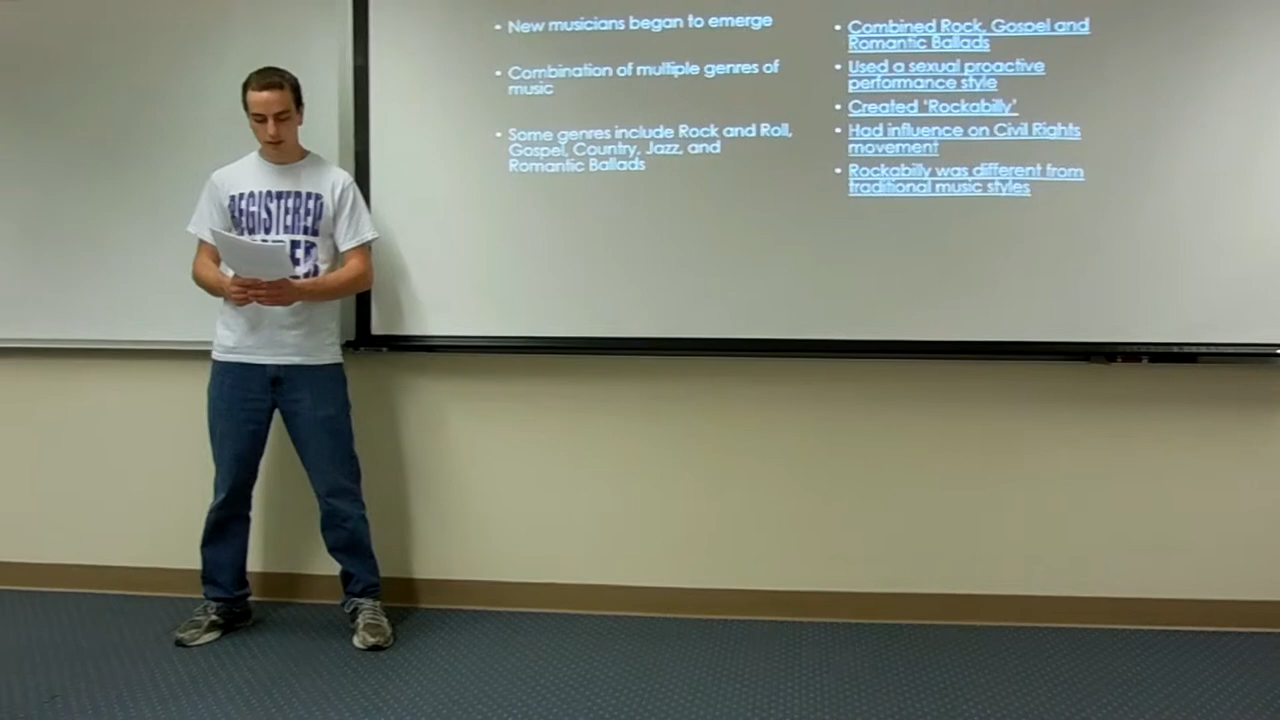 • New musicians began to emerge
• Combination of multiple genres of
music
• Some genres include Rock and Roll,
Gospel, Country, Jazz, and
Romantic Ballads
• Combined Rock, Gospel and
Romantic Ballads
• Used a sexual proactive
performance style
• Created 'Rockabilly'
• Had influence on Civil Rights
movement
• Rockabilly was different from
traditional music styles
REGISTERED